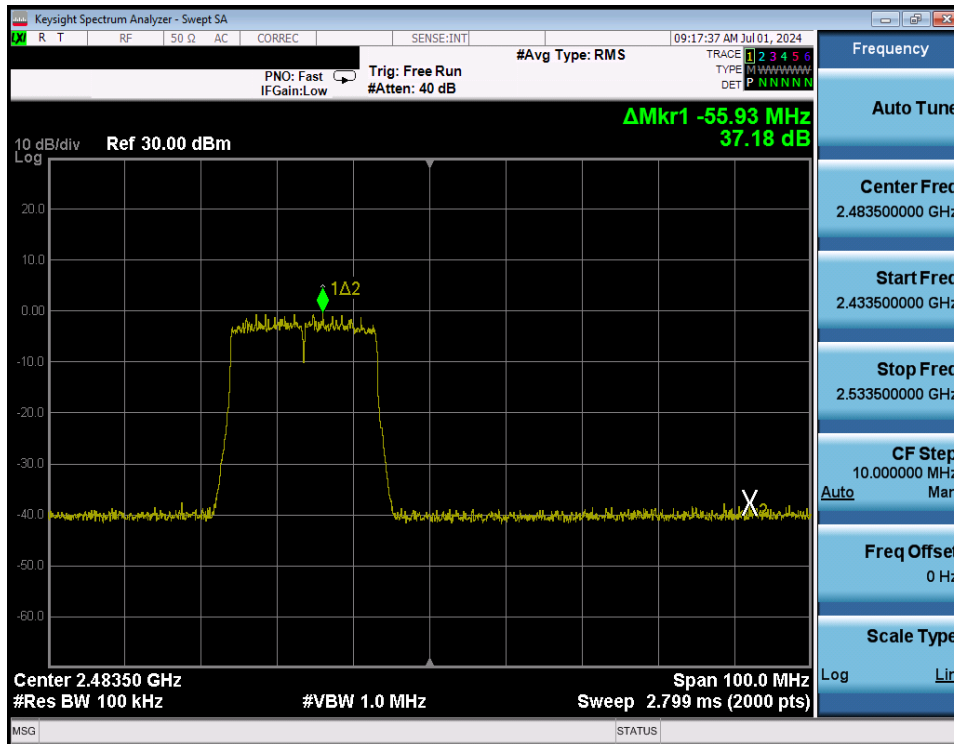 Keysight Spectrum Analyzer - Swept SA
LXI R T RF 50 Ω AC CORREC SENSE:INT 09:17:37 AM Jul 01, 2024
#Avg Type: RMS TRACE 1 2 3 4 5 6
PNO: Fast Trig: Free Run TYPE M W W W W W
IFGain:Low #Atten: 40 dB DET P N N N N N
ΔMkr1 -55.93 MHz
37.18 dB
10 dB/div Ref 30.00 dBm
Log
20.0
10.0
0.00
-10.0
-20.0
-30.0
-40.0
-50.0
-60.0
1Δ2
X2
Center 2.48350 GHz Span 100.0 MHz
#Res BW 100 kHz #VBW 1.0 MHz Sweep 2.799 ms (2000 pts)
MSG STATUS
Frequency
Auto Tune
Center Freq
2.483500000 GHz
Start Freq
2.433500000 GHz
Stop Freq
2.533500000 GHz
CF Step
10.000000 MHz
Auto Man
Freq Offset
0 Hz
Scale Type
Log Lin